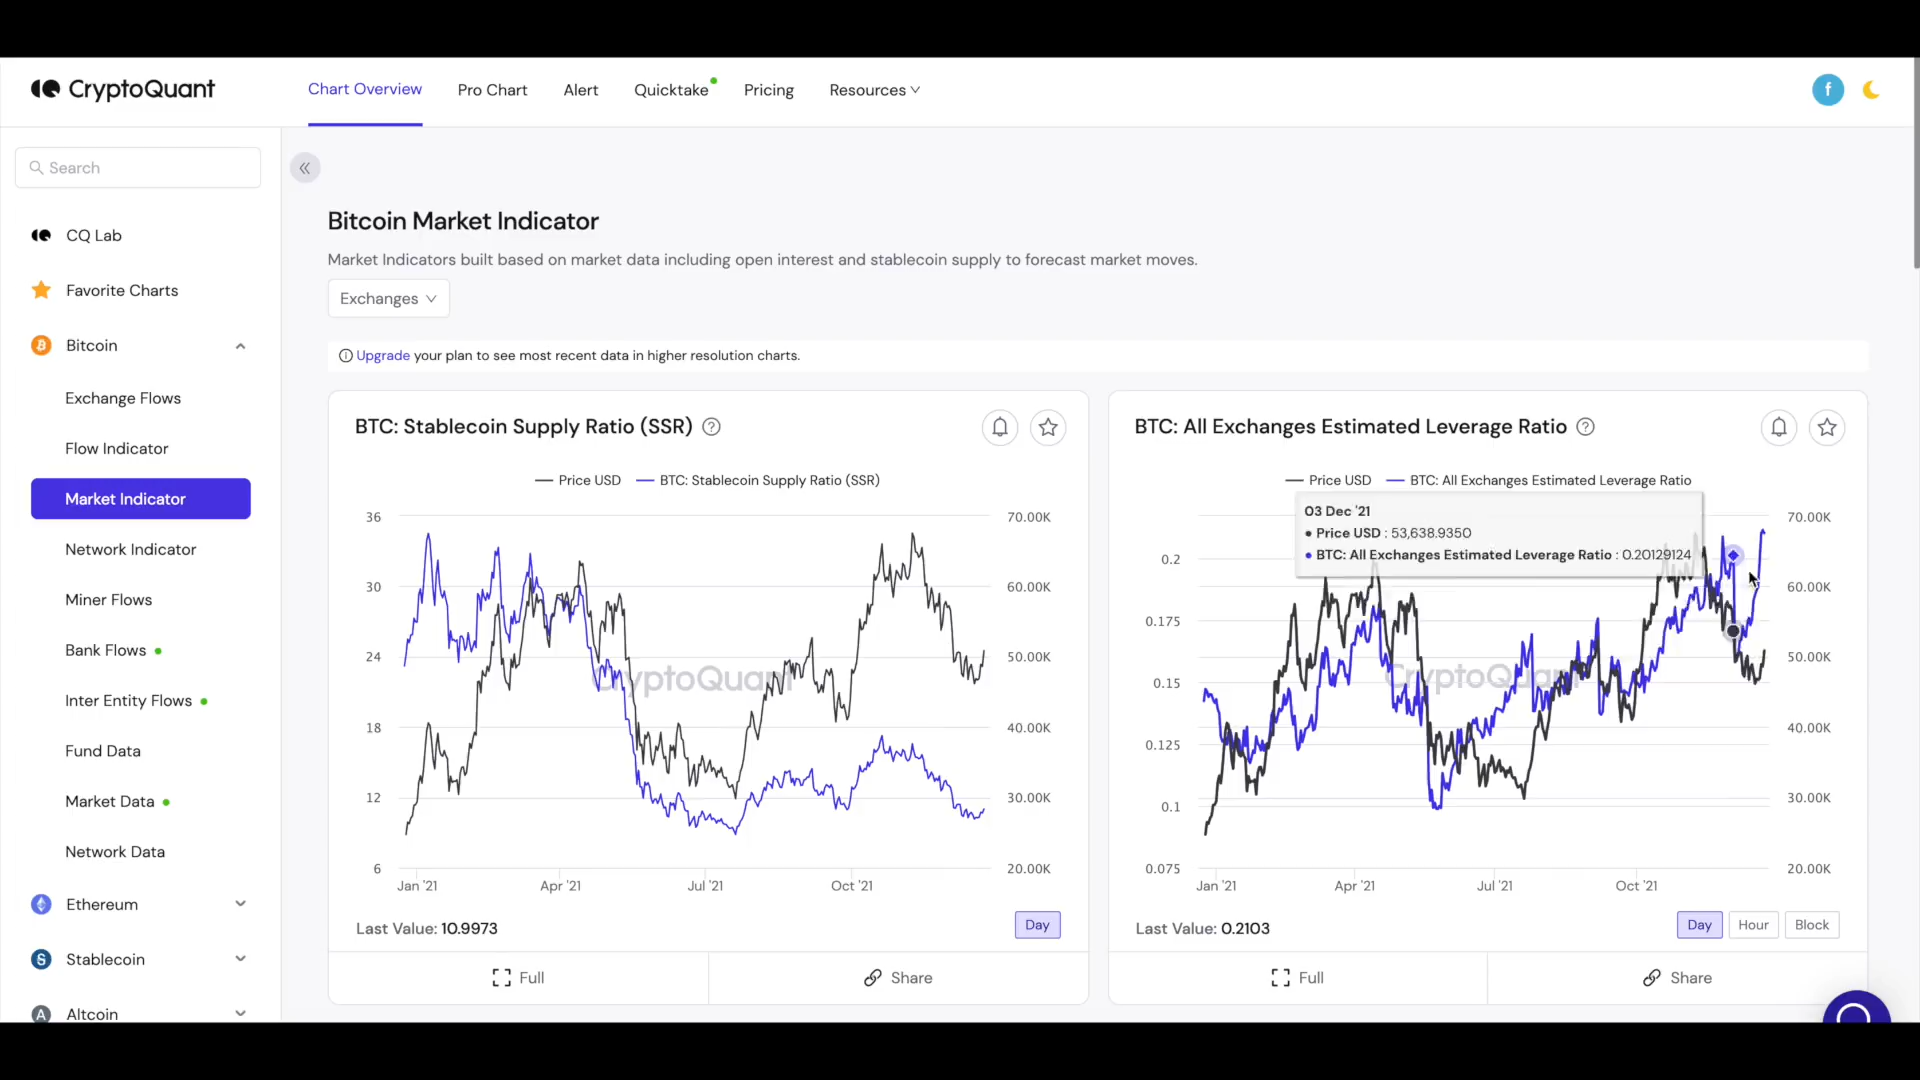 CryptoQuant
Chart Overview
Pro Chart
Alert
Quicktake
Pricing
Resources
f
Search
CQ Lab
Favorite Charts
Bitcoin
Exchange Flows
Flow Indicator
Market Indicator
Network Indicator
Miner Flows
Bank Flows
Inter Entity Flows
Fund Data
Market Data
Network Data
Ethereum
Stablecoin
Altcoin
Bitcoin Market Indicator
Market Indicators built based on market data including open interest and stablecoin supply to forecast market moves.
Exchanges
Upgrade your plan to see most recent data in higher resolution charts.
BTC: Stablecoin Supply Ratio (SSR)
Price USD
BTC: Stablecoin Supply Ratio (SSR)
36
30
24
18
12
6
70.00K
60.00K
50.00K
40.00K
30.00K
20.00K
CryptoQuant
Jan '21
Apr '21
Jul '21
Oct '21
Last Value: 10.9973
Day
Full
Share
BTC: All Exchanges Estimated Leverage Ratio
Price USD
BTC: All Exchanges Estimated Leverage Ratio
03 Dec '21
Price USD : 53,638.9350
BTC: All Exchanges Estimated Leverage Ratio : 0.20129124
0.2
0.175
0.15
0.125
0.1
0.075
70.00K
60.00K
50.00K
40.00K
30.00K
20.00K
CryptoQuant
Jan '21
Apr '21
Jul '21
Oct '21
Last Value: 0.2103
Day
Hour
Block
Full
Share